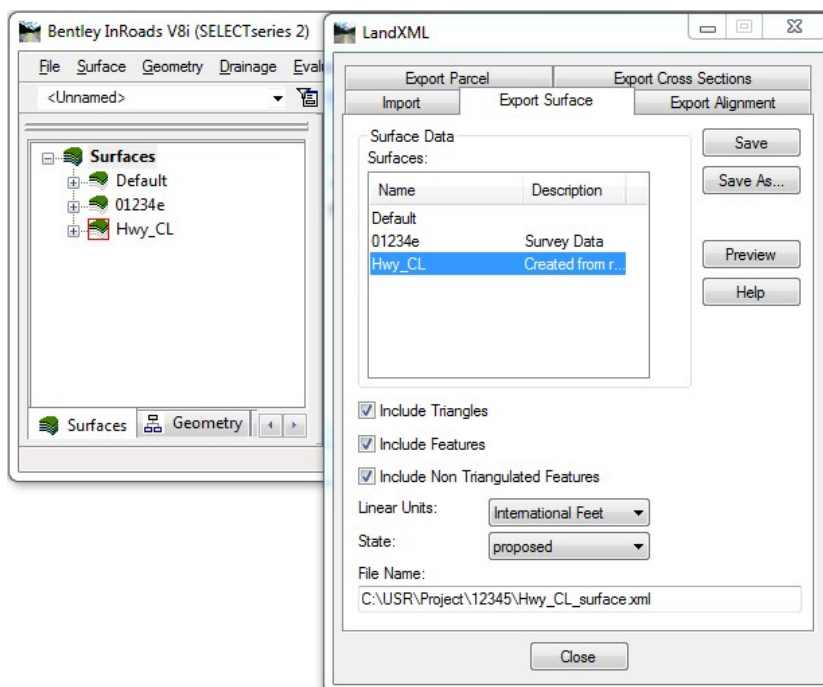 Bentley InRoads V8i (SELECTseries 2)
File Surface Geometry Drainage
<Unnamed>
Surfaces
Default
01234e
Hwy_CL
Surfaces Geometry
LandXML
Export Parcel Export Cross Sections
Import Export Surface Export Alignment
Surface Data
Surfaces:
Name Description
Default
01234e Survey Data
Hwy_CL Created from r...
Save
Save As...
Preview
Help
Include Triangles
Include Features
Include Non Triangulated Features
Linear Units: International Feet
State: proposed
File Name:
C:\USR\Project\12345\Hwy_CL_surface.xml
Close